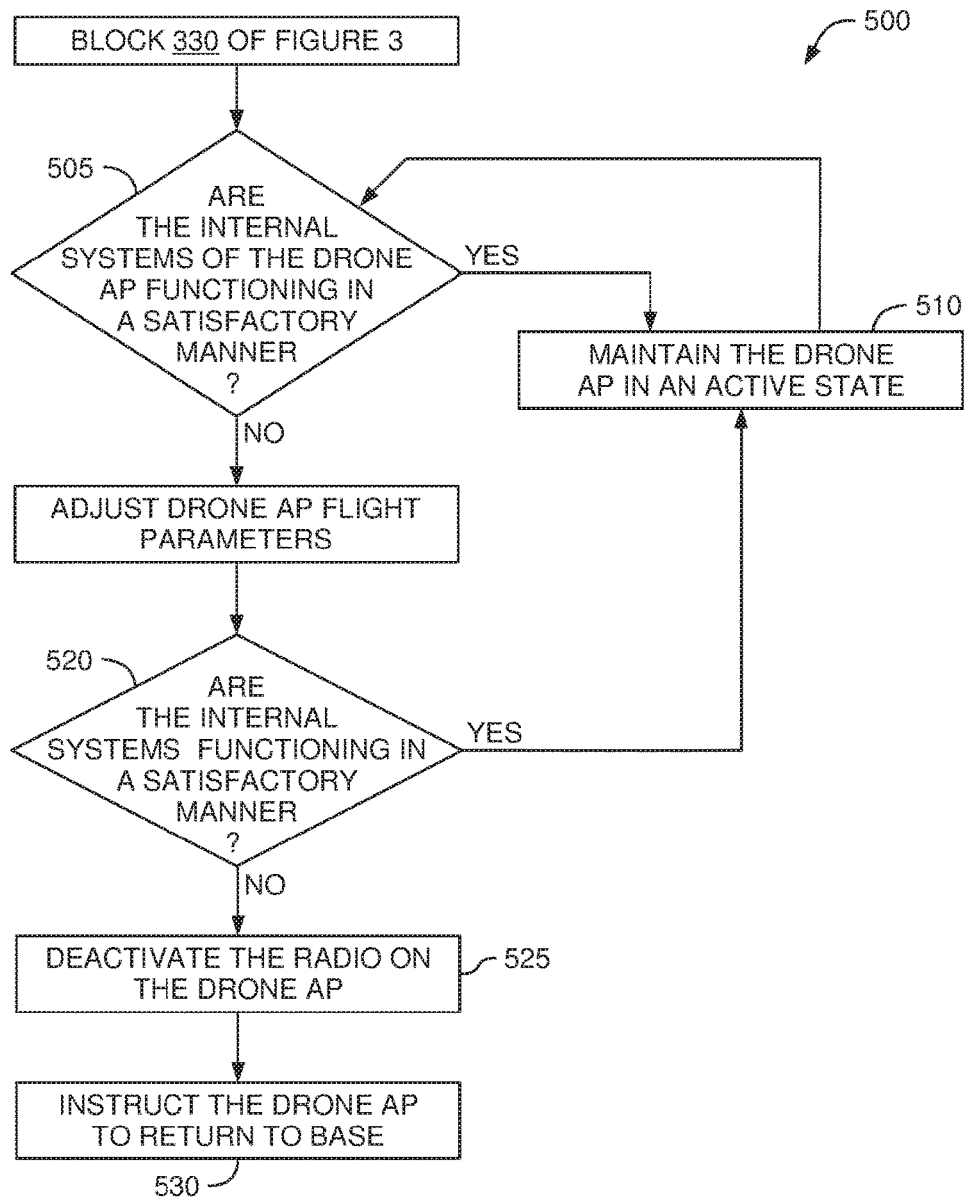 BLOCK 330 OF FIGURE 3
500
505
ARE
THE INTERNAL
SYSTEMS OF THE DRONE
AP FUNCTIONING IN
A SATISFACTORY
MANNER
?
YES
510
MAINTAIN THE DRONE
AP IN AN ACTIVE STATE
NO
ADJUST DRONE AP FLIGHT
PARAMETERS
520
ARE
THE INTERNAL
SYSTEMS FUNCTIONING IN
A SATISFACTORY
MANNER
?
YES
NO
DEACTIVATE THE RADIO ON
THE DRONE AP
525
INSTRUCT THE DRONE AP
TO RETURN TO BASE
530